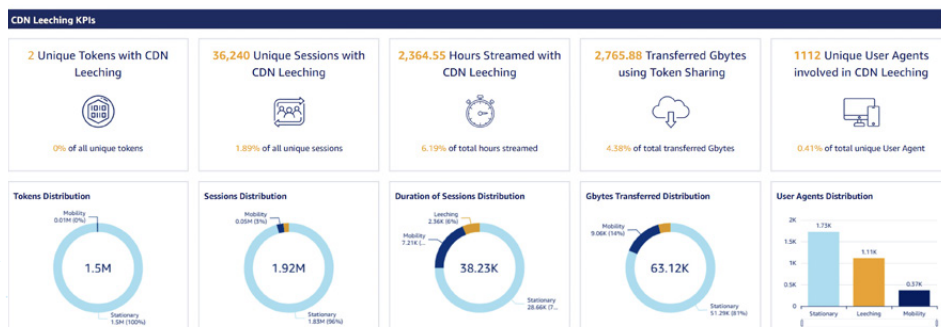 CDN Leeching KPIs
2 Unique Tokens with CDN
Leeching
0% of all unique tokens
36,240 Unique Sessions with
CDN Leeching
1.89% of all unique sessions
2,364.55 Hours Streamed with
CDN Leeching
6.19% of total hours streamed
2,765.88 Transferred Gbytes
using Token Sharing
4.38% of total transferred Gbytes
1112 Unique User Agents
involved in CDN Leeching
0.41% of total unique User Agent
Tokens Distribution
Mobility
0.01M (0%)
1.5M
Stationary
1.5M (100%)
Sessions Distribution
Mobility
0.05M (3%)
1.92M
Stationary
1.83M (96%)
Duration of Sessions Distribution
Leeching
2.36K (6%)
Mobility
7.21K (...
38.23K
Stationary
28.66K (7...
Gbytes Transferred Distribution
Mobility
9.06K (14%)
63.12K
Stationary
51.29K (81%)
User Agents Distribution
2K
1.5K
1K
0.5K
0
1.73K
1.11K
0.37K
Stationary
Leeching
Mobility